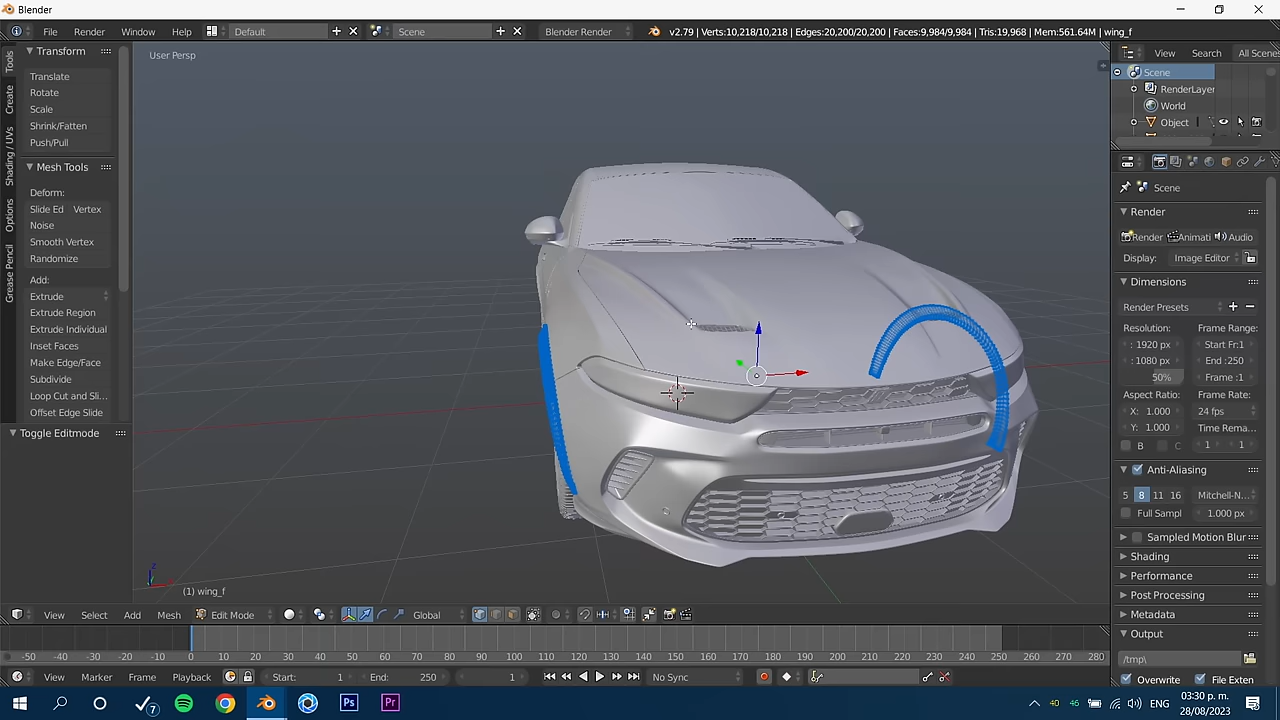 Blender
File Render Window Help Default Scene Blender Render v2.79 | Verts:10,218/10,218 | Edges:20,200/20,200 | Faces:9,984/9,984 | Tris:19,968 | Mem:561.64M | wing_f
Tools
Create
Shading / UVs
Options
Grease Pencil
Transform
Translate
Rotate
Scale
Shrink/Fatten
Push/Pull
Mesh Tools
Deform:
Slide Ed Vertex
Noise
Smooth Vertex
Randomize
Add:
Extrude
Extrude Region
Extrude Individual
Inset Faces
Make Edge/Face
Subdivide
Loop Cut and Sli...
Offset Edge Slide
Toggle Editmode
User Persp
z
(1) wing_f
View Search All Scenes
Scene
RenderLayer
World
Object
Scene
Render
Render Animati Audio
Display: Image Editor
Dimensions
Render Presets
Resolution: Frame Range:
: 1920 px Start Fr:1
: 1080 px End :250
50% Frame :1
Aspect Ratio: Frame Rate:
X: 1.000 24 fps
Y: 1.000 Time Rema...
B C 1 1
Anti-Aliasing
5 8 11 16 Mitchell-N...
Full Sampl 1.000 px
Sampled Motion Blur
Shading
Performance
Post Processing
Metadata
Output
/tmp\
Overwrite File Exten
View Select Add Mesh Edit Mode Global
-50 -40 -30 -20 -10 0 10 20 30 40 50 60 70 80 90 100 110 120 130 140 150 160 170 180 190 200 210 220 230 240 250 260 270 280
View Marker Frame Playback Start: 1 End: 250 1 No Sync
7 Ps Pr 40 46 ENG 03:30 p. m.
28/08/2023